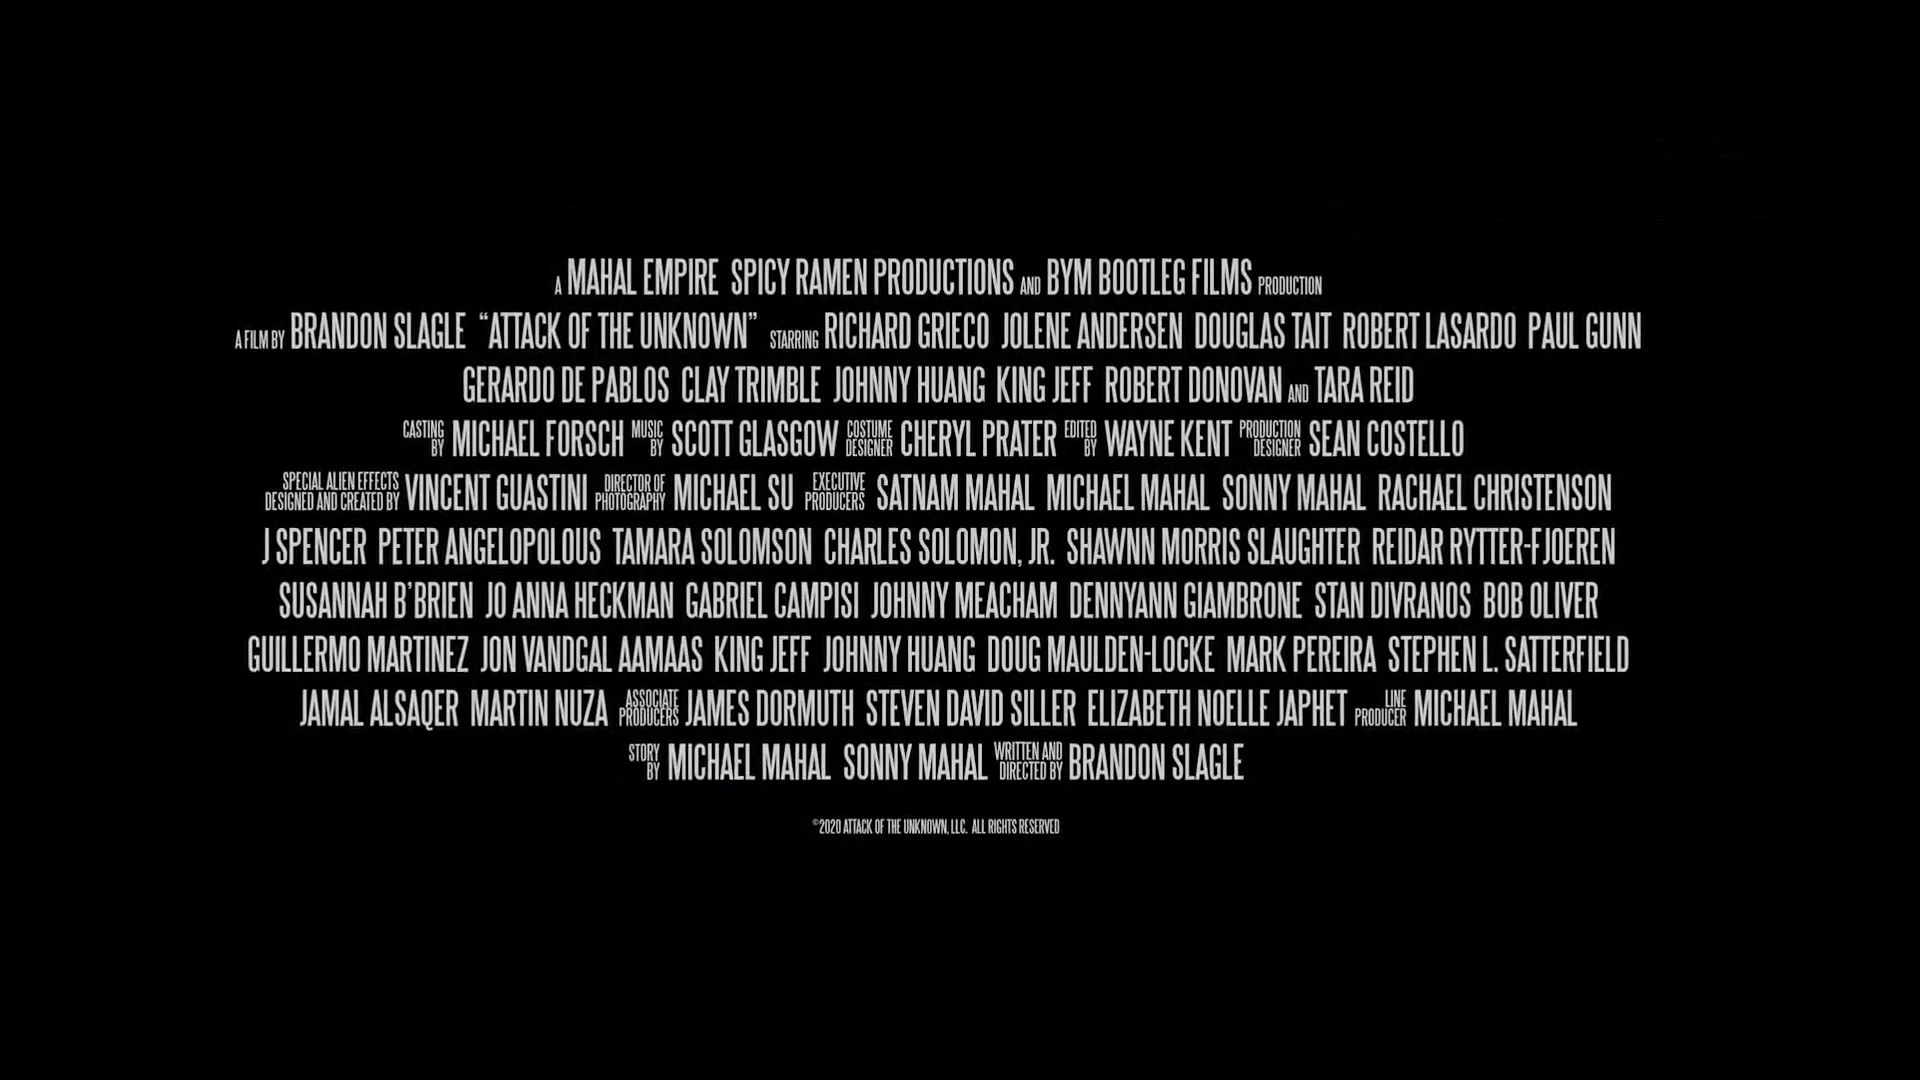 A MAHAL EMPIRE SPICY RAMEN PRODUCTIONS AND BYM BOOTLEG FILMS PRODUCTION
A FILM BY BRANDON SLAGLE “ATTACK OF THE UNKNOWN” STARRING RICHARD GRIECO JOLENE ANDERSEN DOUGLAS TAIT ROBERT LASARDO PAUL GUNN
GERARDO DE PABLOS CLAY TRIMBLE JOHNNY HUANG KING JEFF ROBERT DONOVAN AND TARA REID
CASTING BY MICHAEL FORSCH MUSIC BY SCOTT GLASGOW COSTUME DESIGNER CHERYL PRATER EDITED BY WAYNE KENT PRODUCTION DESIGNER SEAN COSTELLO
SPECIAL ALIEN EFFECTS DESIGNED AND CREATED BY VINCENT GUASTINI DIRECTOR OF PHOTOGRAPHY MICHAEL SU EXECUTIVE PRODUCERS SATNAM MAHAL MICHAEL MAHAL SONNY MAHAL RACHAEL CHRISTENSON
J SPENCER PETER ANGELOPOLOUS TAMARA SOLOMSON CHARLES SOLOMON, JR. SHAWNN MORRIS SLAUGHTER REIDAR RYTTER-FJOEREN
SUSANNAH B’BRIEN JO ANNA HECKMAN GABRIEL CAMPISI JOHNNY MEACHAM DENNYANN GIAMBRONE STAN DIVRANOS BOB OLIVER
GUILLERMO MARTINEZ JON VANDGAL AAMAAS KING JEFF JOHNNY HUANG DOUG MAULDEN-LOCKE MARK PEREIRA STEPHEN L. SATTERFIELD
JAMAL ALSAQER MARTIN NUZA ASSOCIATE PRODUCERS JAMES DORMUTH STEVEN DAVID SILLER ELIZABETH NOELLE JAPHET LINE PRODUCER MICHAEL MAHAL
STORY BY MICHAEL MAHAL SONNY MAHAL WRITTEN AND DIRECTED BY BRANDON SLAGLE
©2020 ATTACK OF THE UNKNOWN, LLC. ALL RIGHTS RESERVED